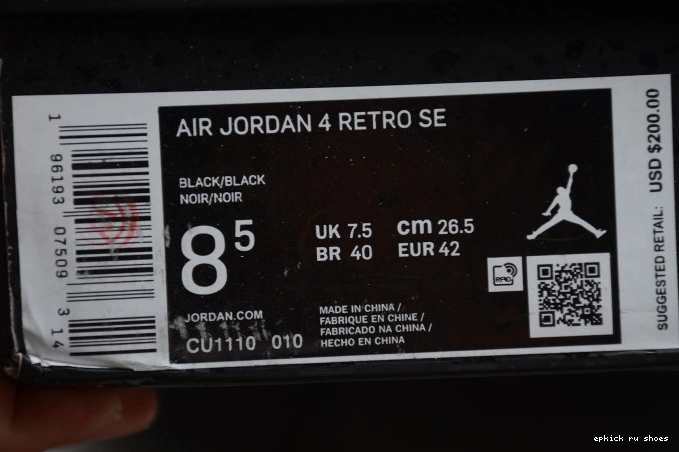 AIR JORDAN 4 RETRO SE
BLACK/BLACK
NOIR/NOIR
8 5
UK 7.5 cm 26.5
BR 40 EUR 42
JORDAN.COM
CU1110 010
MADE IN CHINA /
FABRIQUE EN CHINE /
FABRICADO NA CHINA /
HECHO EN CHINA
RFID
1 96193 07509 3 14
SUGGESTED RETAIL: USD $200.00
epkick ru shoes